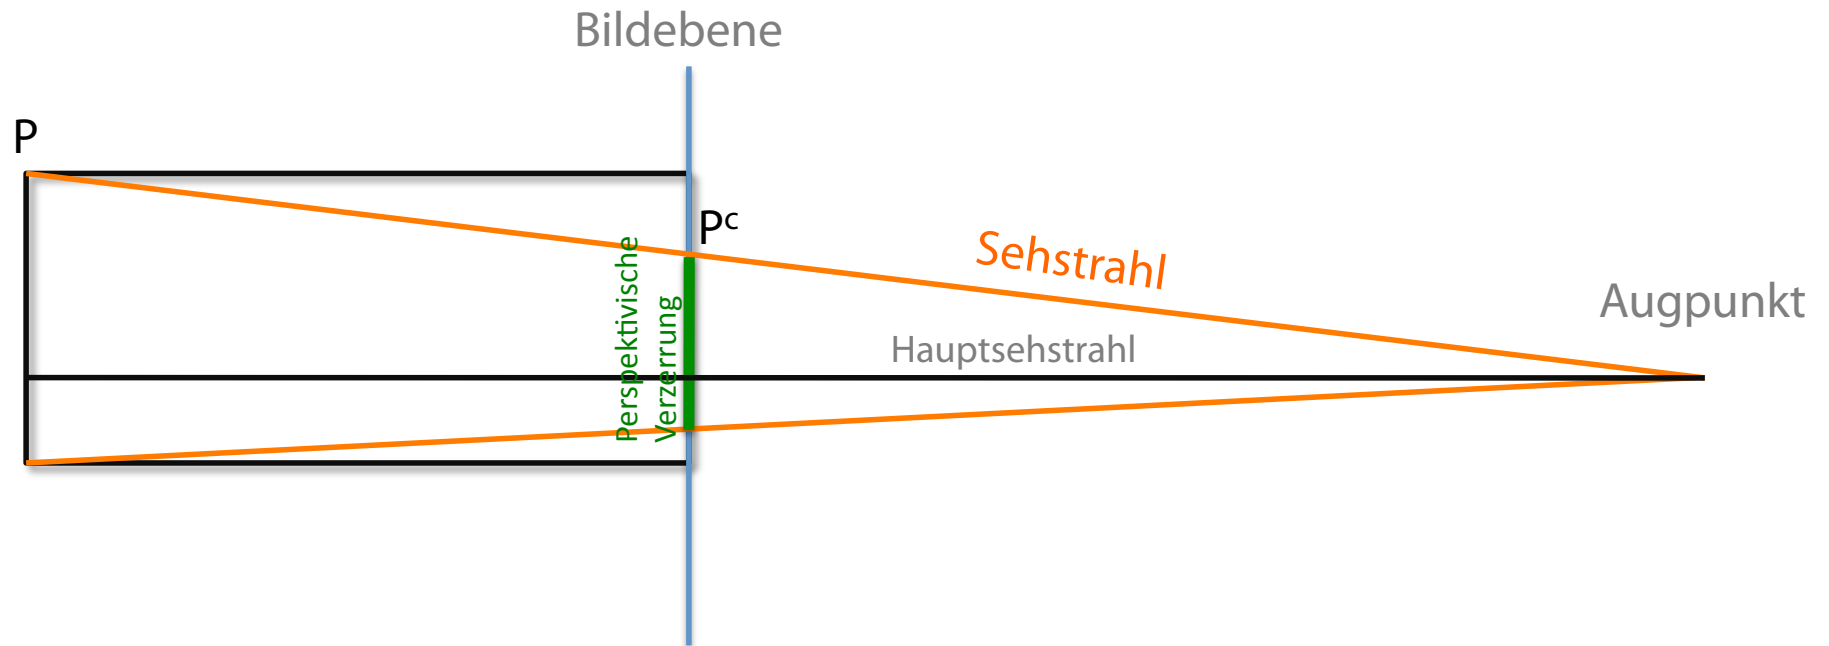 Bildebene
P
Pc
Sehstrahl
Augpunkt
Hauptsehstrahl
Perspektivische
Verzerrung